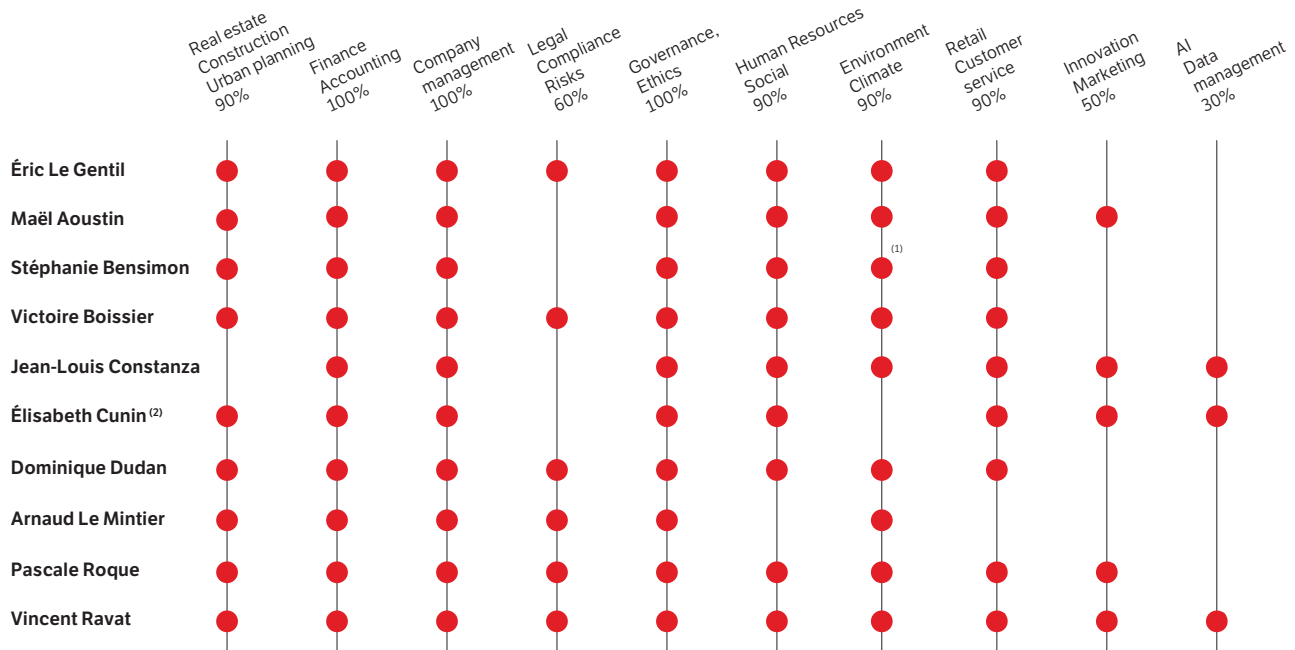 Real estate
Construction
Urban planning
90%
Finance
Accounting
100%
Company
management
100%
Legal
Compliance
Risks
60%
Governance,
Ethics
100%
Human Resources
Social
90%
Environment
Climate
90%
Retail
Customer
service
90%
Innovation
Marketing
50%
AI
Data
management
30%
Éric Le Gentil
Maël Aoustin
(1)
Stéphanie Bensimon
Victoire Boissier
Jean-Louis Constanza
Élisabeth Cunin (2)
Dominique Dudan
Arnaud Le Mintier
Pascale Roque
Vincent Ravat